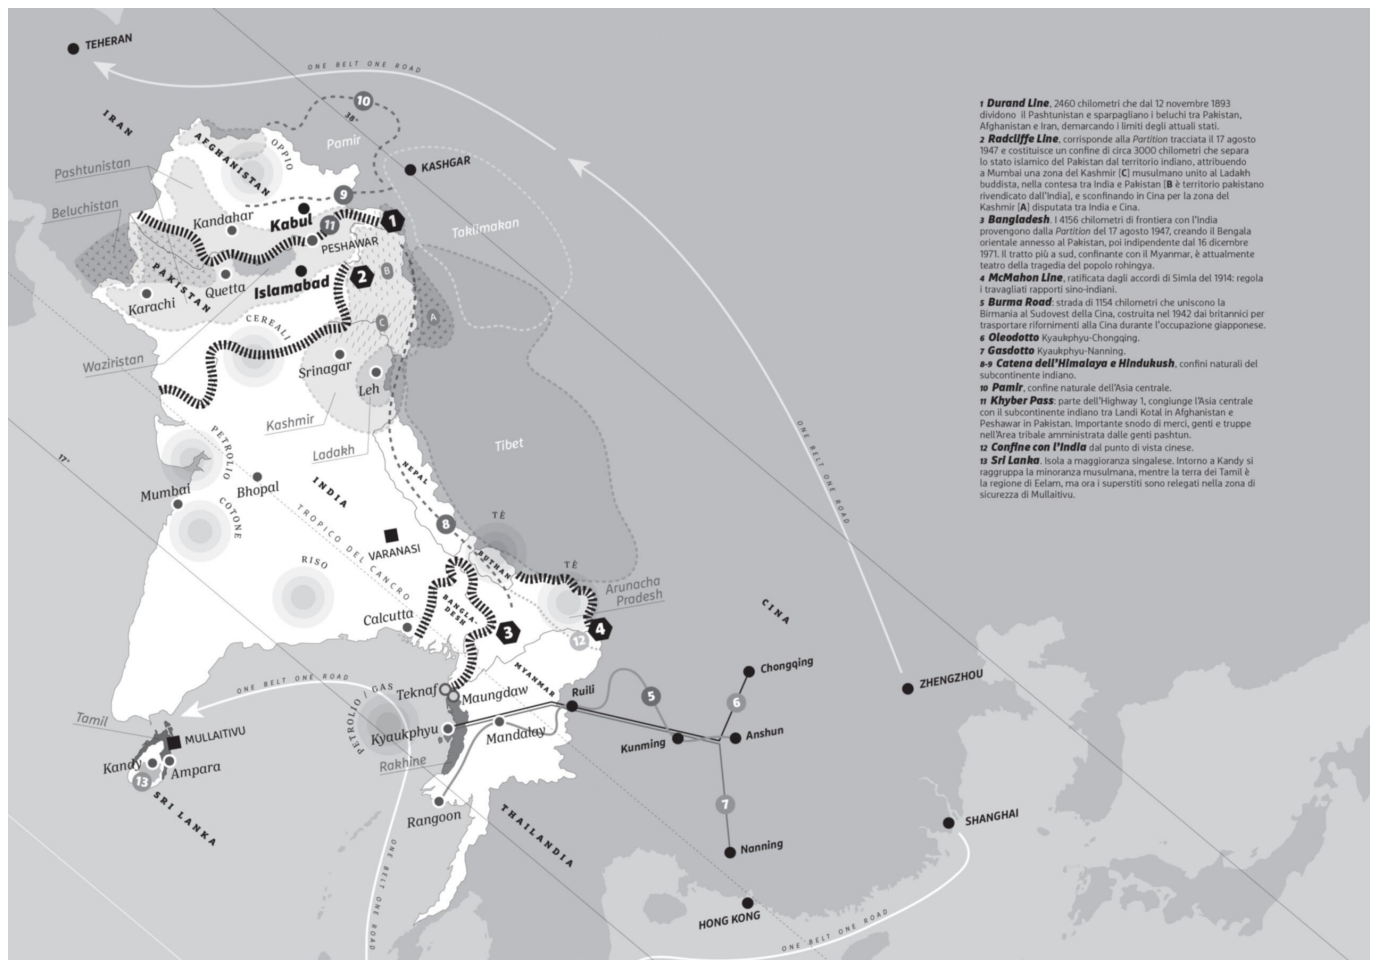 TEHERAN
ONE BELT ONE ROAD
10
38°
Pamir
IRAN
AFGHANISTAN
OPPIO
KASHGAR
Pashtunistan
9
Beluchistan
Kandahar
Kabul
11
1
PESHAWAR
Taklimakan
PAKISTAN
Quetta
Islamabad
2
B
Karachi
A
CEREALI
C
Waziristan
Srinagar
Leh
Kashmir
Ladakh
Tibet
NEPAL
PETROLIO
17°
Mumbai
Bhopal
INDIA
COTONE
TROPICO DEL CANCRO
8
TÈ
VARANASI
BUTHAN
RISO
TÈ
Arunacha
Pradesh
BANGLA-
DESH
Calcutta
3
12
4
CINA
ONE BELT ONE ROAD
Chongqing
MYANMAR
ZHENGZHOU
ONE BELT ONE ROAD
PETROLIO | GAS
Teknaf
Maungdaw
Ruili
5
6
Tamil
MULLAITIVU
Kyaukphyu
Mandalay
Kunming
Anshun
Kandy
Ampara
Rakhine
13
SRI LANKA
Rangoon
7
THAILANDIA
SHANGHAI
Nanning
ONE BELT ONE ROAD
HONG KONG
ONE BELT ONE ROAD
1 Durand Line, 2460 chilometri che dal 12 novembre 1893
dividono il Pashtunistan e sparpagliano i beluchi tra Pakistan,
Afghanistan e Iran, demarcando i limiti degli attuali stati.
2 Radcliffe Line, corrisponde alla Partition tracciata il 17 agosto
1947 e costituisce un confine di circa 3000 chilometri che separa
lo stato islamico del Pakistan dal territorio indiano, attribuendo
a Mumbai una zona del Kashmir [C] musulmano unito al Ladakh
buddista, nella contesa tra India e Pakistan [B è territorio pakistano
rivendicato dall'India], e sconfinando in Cina per la zona del
Kashmir [A] disputata tra India e Cina.
3 Bangladesh. I 4156 chilometri di frontiera con l'India
provengono dalla Partition del 17 agosto 1947, creando il Bengala
orientale annesso al Pakistan, poi indipendente dal 16 dicembre
1971. Il tratto più a sud, confinante con il Myanmar, è attualmente
teatro della tragedia del popolo rohingya.
4 McMahon Line, ratificata dagli accordi di Simla del 1914: regola
i travagliati rapporti sino-indiani.
5 Burma Road: strada di 1154 chilometri che uniscono la
Birmania al Sudovest della Cina, costruita nel 1942 dai britannici per
trasportare rifornimenti alla Cina durante l'occupazione giapponese.
6 Oleodotto Kyaukphyu-Chongqing.
7 Gasdotto Kyaukphyu-Nanning.
8-9 Catena dell'Himalaya e Hindukush, confini naturali del
subcontinente indiano.
10 Pamir, confine naturale dell'Asia centrale.
11 Khyber Pass: parte dell'Highway 1, congiunge l'Asia centrale
con il subcontinente indiano tra Landi Kotal in Afghanistan e
Peshawar in Pakistan. Importante snodo di merci, genti e truppe
nell'Area tribale amministrata dalle genti pashtun.
12 Confine con l'India dal punto di vista cinese.
13 Sri Lanka. Isola a maggioranza singalese. Intorno a Kandy si
raggruppa la minoranza musulmana, mentre la terra dei Tamil è
la regione di Eelam, ma ora i superstiti sono relegati nella zona di
sicurezza di Mullaitivu.